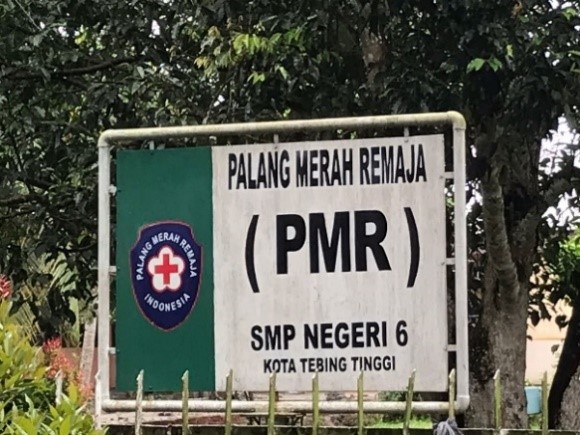 PALANG MERAH REMAJA
( PMR )
SMP NEGERI 6
KOTA TEBING TINGGI
PALANG MERAH REMAJA
INDONESIA